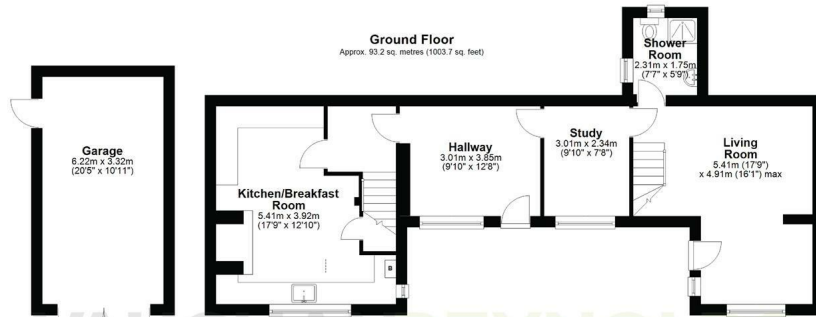 Ground Floor
Approx. 93.2 sq. metres (1003.7 sq. feet)
Shower
Room
2.31m x 1.75m
(7'7" x 5'9")
Garage
6.22m x 3.32m
(20'5" x 10'11")
Kitchen/Breakfast
Room
5.41m x 3.92m
(17'9" x 12'10")
Hallway
3.01m x 3.85m
(9'10" x 12'8")
Study
3.01m x 2.34m
(9'10" x 7'8")
Living
Room
5.41m (17'9")
x 4.91m (16'1") max